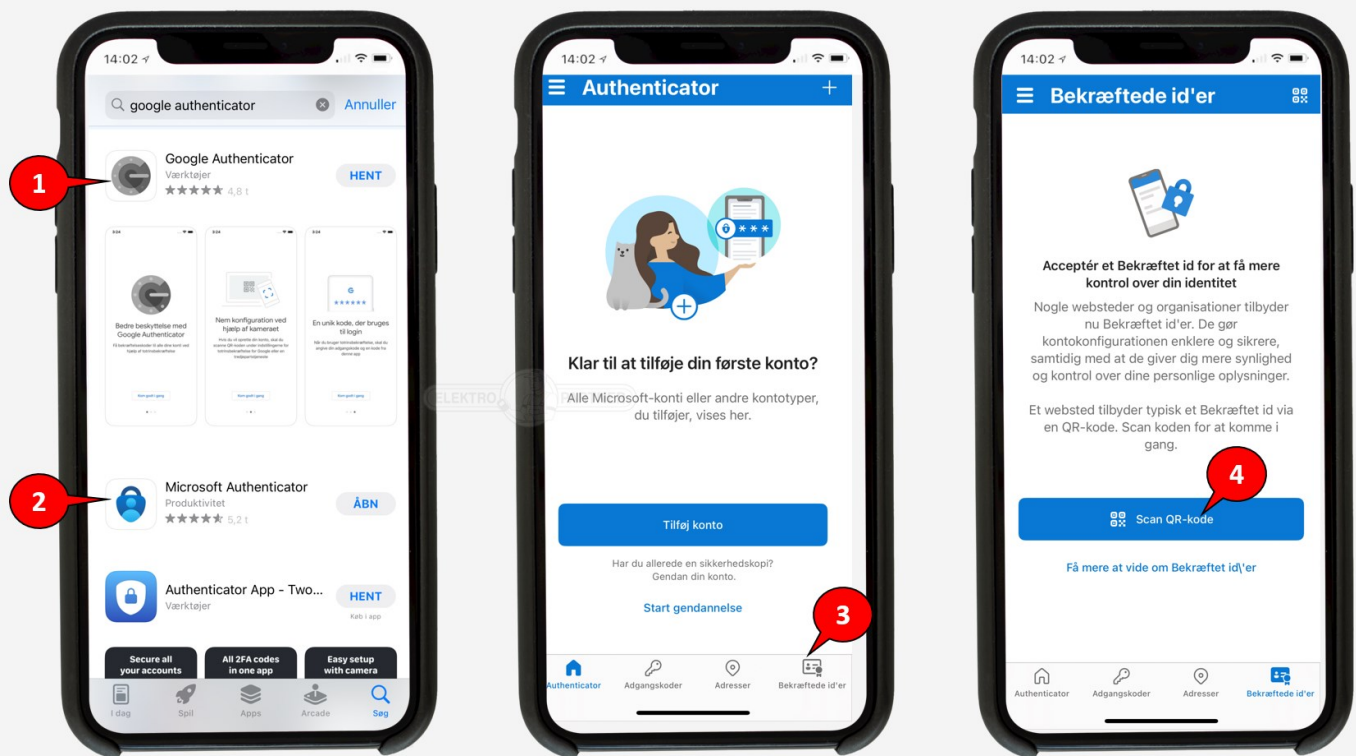 14:02
google authenticator
Annuller
1
Google Authenticator
Værktøjer
4,8 t
HENT
Bedre beskyttelse med
Google Authenticator
Nem konfiguration ved
hjælp af kameraet
En unik kode, der bruges
til login
2
Microsoft Authenticator
Produktivitet
5,2 t
ÅBN
Authenticator App - Two...
Værktøjer
HENT
Køb i app
Secure all
your accounts
All 2FA codes
in one app
Easy setup
with camera
I dag
Spil
Apps
Arcade
Søg
14:02
Authenticator
Klar til at tilføje din første konto?
Alle Microsoft-konti eller andre kontotyper,
du tilføjer, vises her.
ELEKTRO
Tilføj konto
Har du allerede en sikkerhedskopi?
Gendan din konto.
Start gendannelse
3
Authenticator
Adgangskoder
Adresser
Bekræftede id'er
14:02
Bekræftede id'er
Acceptér et Bekræftet id for at få mere
kontrol over din identitet
Nogle websteder og organisationer tilbyder
nu Bekræftet id'er. De gør
kontokonfigurationen enklere og sikrere,
samtidig med at de giver dig mere synlighed
og kontrol over dine personlige oplysninger.
Et websted tilbyder typisk et Bekræftet id via
en QR-kode. Scan koden for at komme i
gang.
4
Scan QR-kode
Få mere at vide om Bekræftet id\'er
Authenticator
Adgangskoder
Adresser
Bekræftede id'er